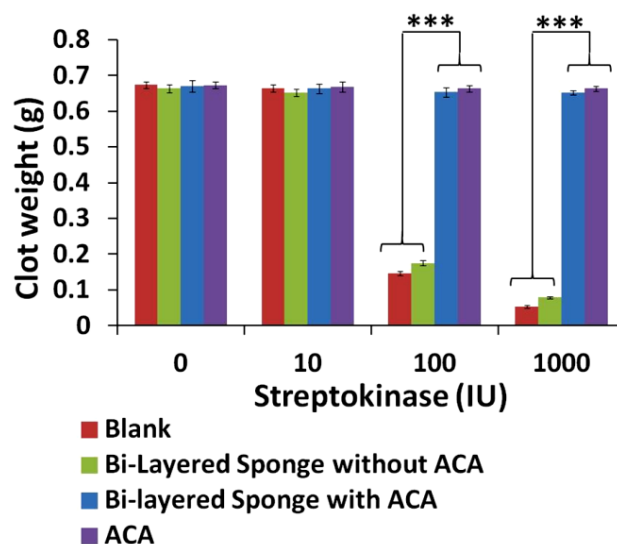 *** ***
0.8
0.7
0.6
0.5
0.4
0.3
0.2
0.1
0
Clot weight (g)
0 10 100 1000
Streptokinase (IU)
Blank
Bi-Layered Sponge without ACA
Bi-layered Sponge with ACA
ACA